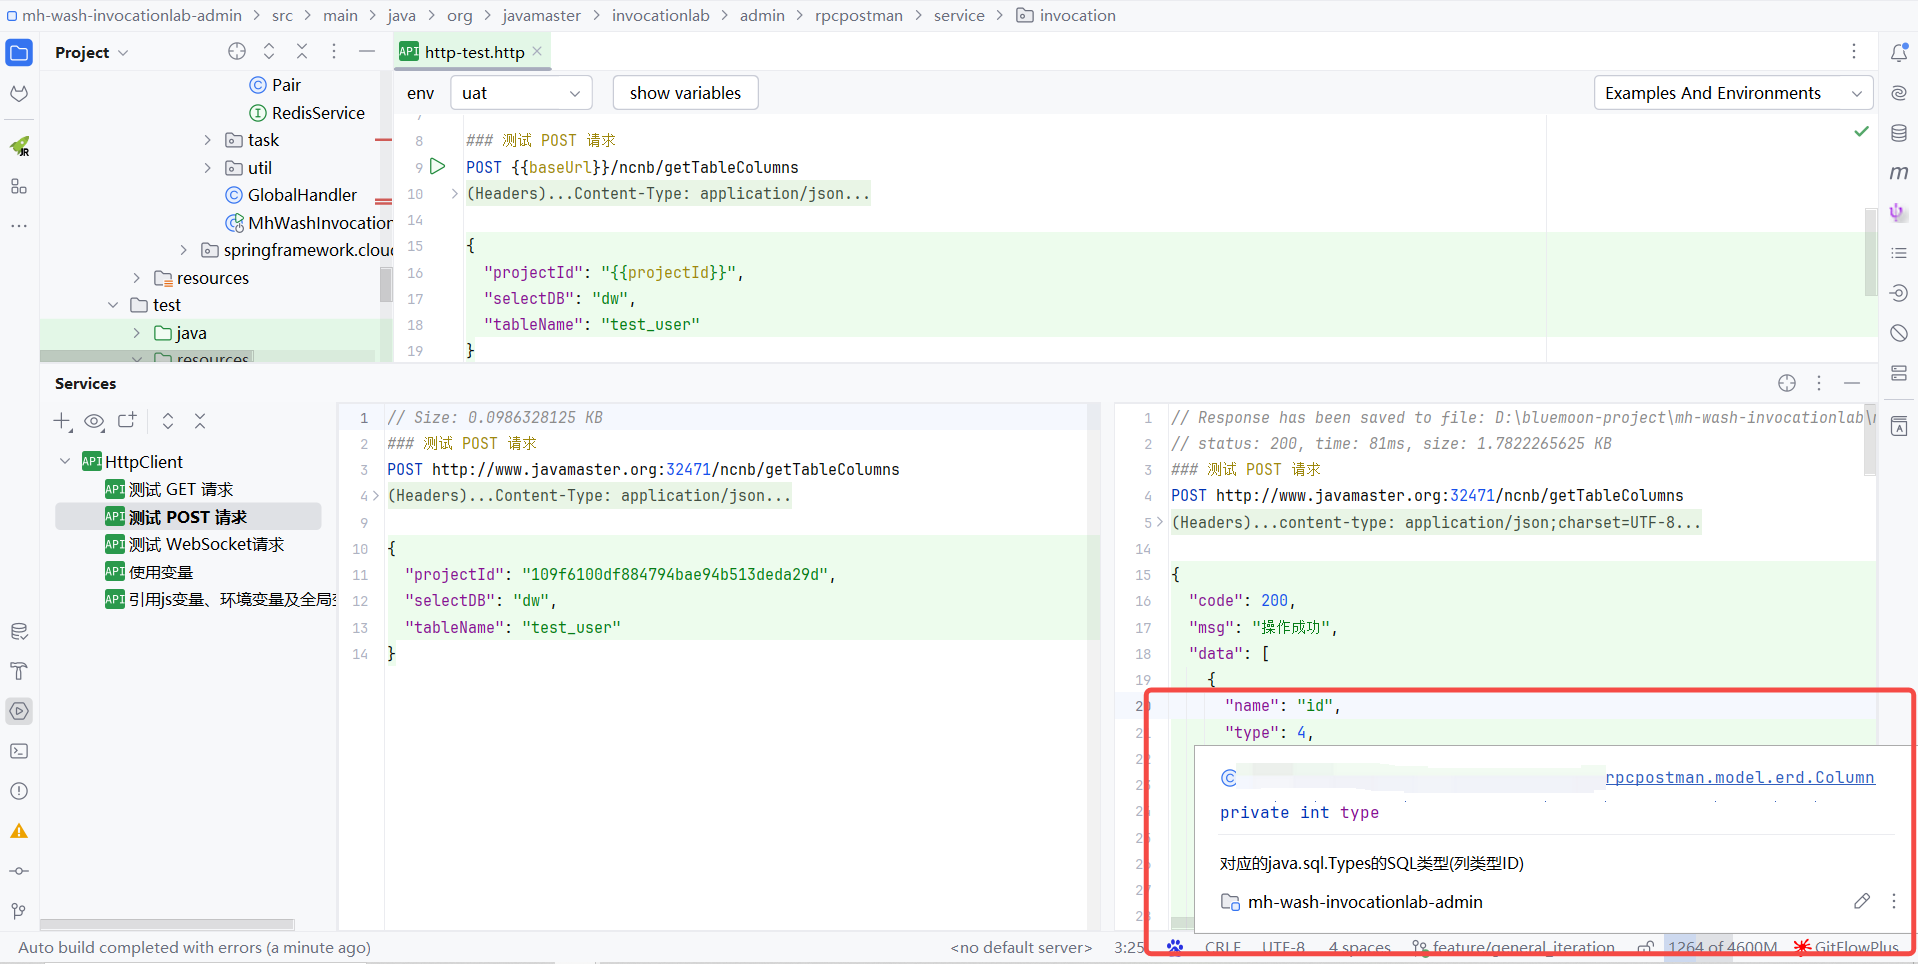 mh-wash-invocationlab-admin > src > main > java > org > javamaster > invocationlab > admin > rpcpostman > service > invocation
Project
Pair
RedisService
task
util
GlobalHandler
MhWashInvocation
springframework.clou
resources
test
java
resources
API http-test.http
env uat show variables Examples And Environments
8 ### 测试 POST 请求
9 POST {{baseUrl}}/ncnb/getTableColumns
10 (Headers)...Content-Type: application/json...
14
15 {
16 "projectId": "{{projectId}}",
17 "selectDB": "dw",
18 "tableName": "test_user"
19 }
Services
API HttpClient
API 测试 GET 请求
API 测试 POST 请求
API 测试 WebSocket请求
API 使用变量
API 引用js变量、环境变量及全局
1 // Size: 0.0986328125 KB
2 ### 测试 POST 请求
3 POST http://www.javamaster.org:32471/ncnb/getTableColumns
4 (Headers)...Content-Type: application/json...
9
10 {
11 "projectId": "109f6100df884794bae94b513deda29d",
12 "selectDB": "dw",
13 "tableName": "test_user"
14 }
1 // Response has been saved to file: D:\bluemoon-project\mh-wash-invocationlab\
2 // status: 200, time: 81ms, size: 1.7822265625 KB
3 ### 测试 POST 请求
4 POST http://www.javamaster.org:32471/ncnb/getTableColumns
5 (Headers)...content-type: application/json;charset=UTF-8...
14
15 {
16 "code": 200,
17 "msg": "操作成功",
18 "data": [
19 {
20 "name": "id",
21 "type": 4,
rpcpostman.model.erd.Column
private int type
对应的java.sql.Types的SQL类型(列类型ID)
mh-wash-invocationlab-admin
Auto build completed with errors (a minute ago) <no default server> 3:25 CRLF UTF-8 4 spaces feature/general_iteration 1264 of 4600M GitFlowPlus